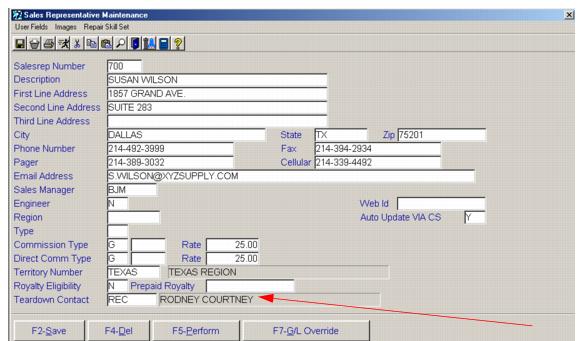 Sales Representative Maintenance
User Fields Images Repair Skill Set
Salesrep Number 700
Description SUSAN WILSON
First Line Address 1857 GRAND AVE.
Second Line Address SUITE 283
Third Line Address
City DALLAS State TX Zip 75201
Phone Number 214-492-3999 Fax 214-394-2934
Pager 214-389-3032 Cellular 214-339-4492
Email Address S.WILSON@XYZSUPPLY.COM
Sales Manager BJM
Engineer N Web Id
Region Auto Update VIA CS Y
Type
Commission Type G Rate 25.00
Direct Comm Type G Rate 25.00
Territory Number TEXAS TEXAS REGION
Royalty Eligibility N Prepaid Royalty
Teardown Contact REC RODNEY COURTNEY
F2-Save F4-Del F5-Perform F7-G/L Override